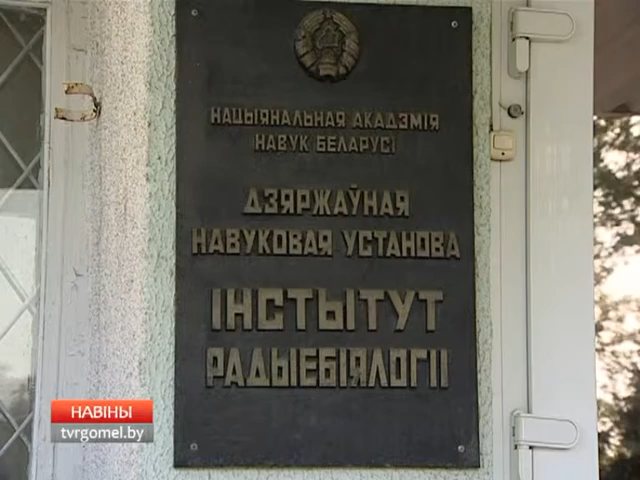 НАЦЫЯНАЛЬНАЯ АКАДЭМІЯ
НАВУК БЕЛАРУСІ
ДЗЯРЖАЎНАЯ
НАВУКОВАЯ УСТАНОВА
ІНСТЫТУТ
РАДЫЕБІЯЛОГІІ
НАВІНЫ
tvrgomel.by